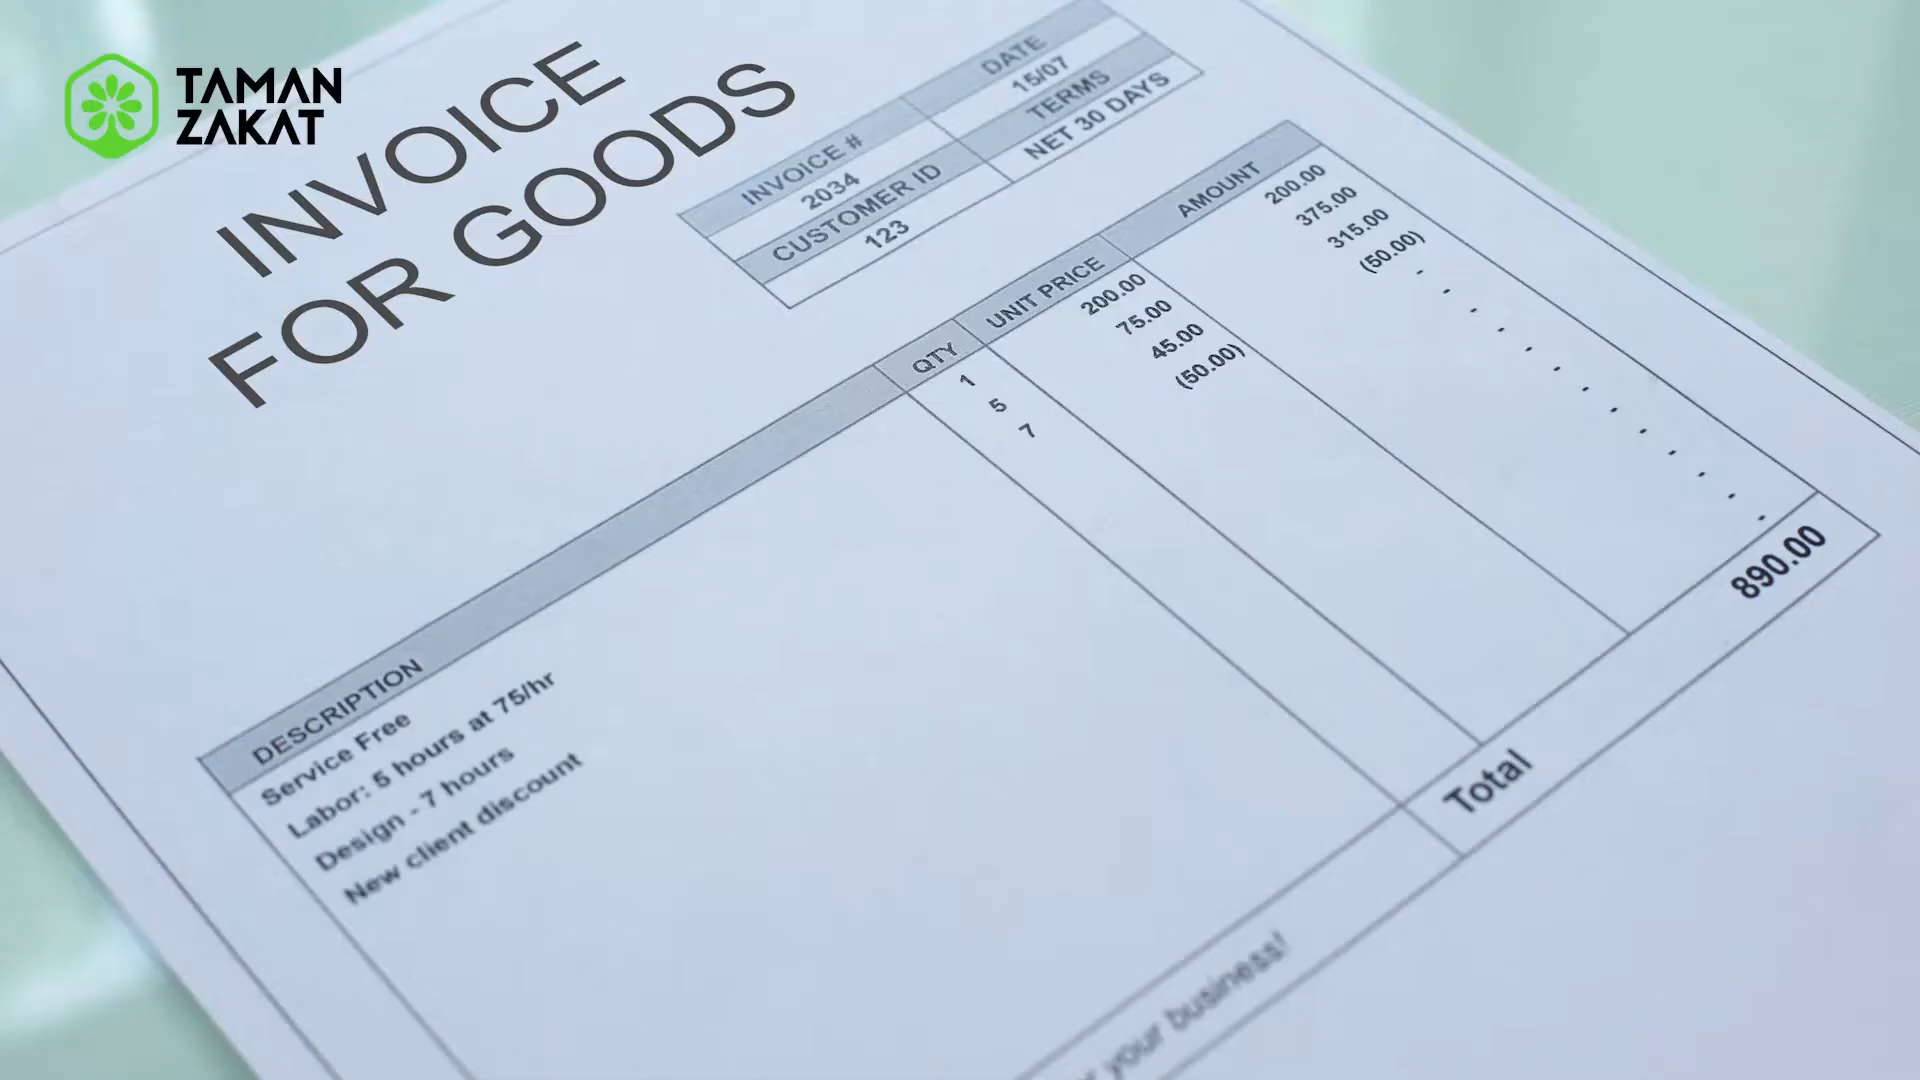 TAMAN
ZAKAT
INVOICE
FOR GOODS
DATE
15/07
INVOICE #
TERMS
2034
NET 30 DAYS
CUSTOMER ID
123
DESCRIPTION QTY UNIT PRICE AMOUNT
Service Free 1 200.00 200.00
Labor: 5 hours at 75/hr 5 75.00 375.00
Design - 7 hours 7 45.00 315.00
New client discount (50.00) (50.00)
-
-
-
-
-
-
-
-
-
-
-
-
-
Total 890.00
your business!